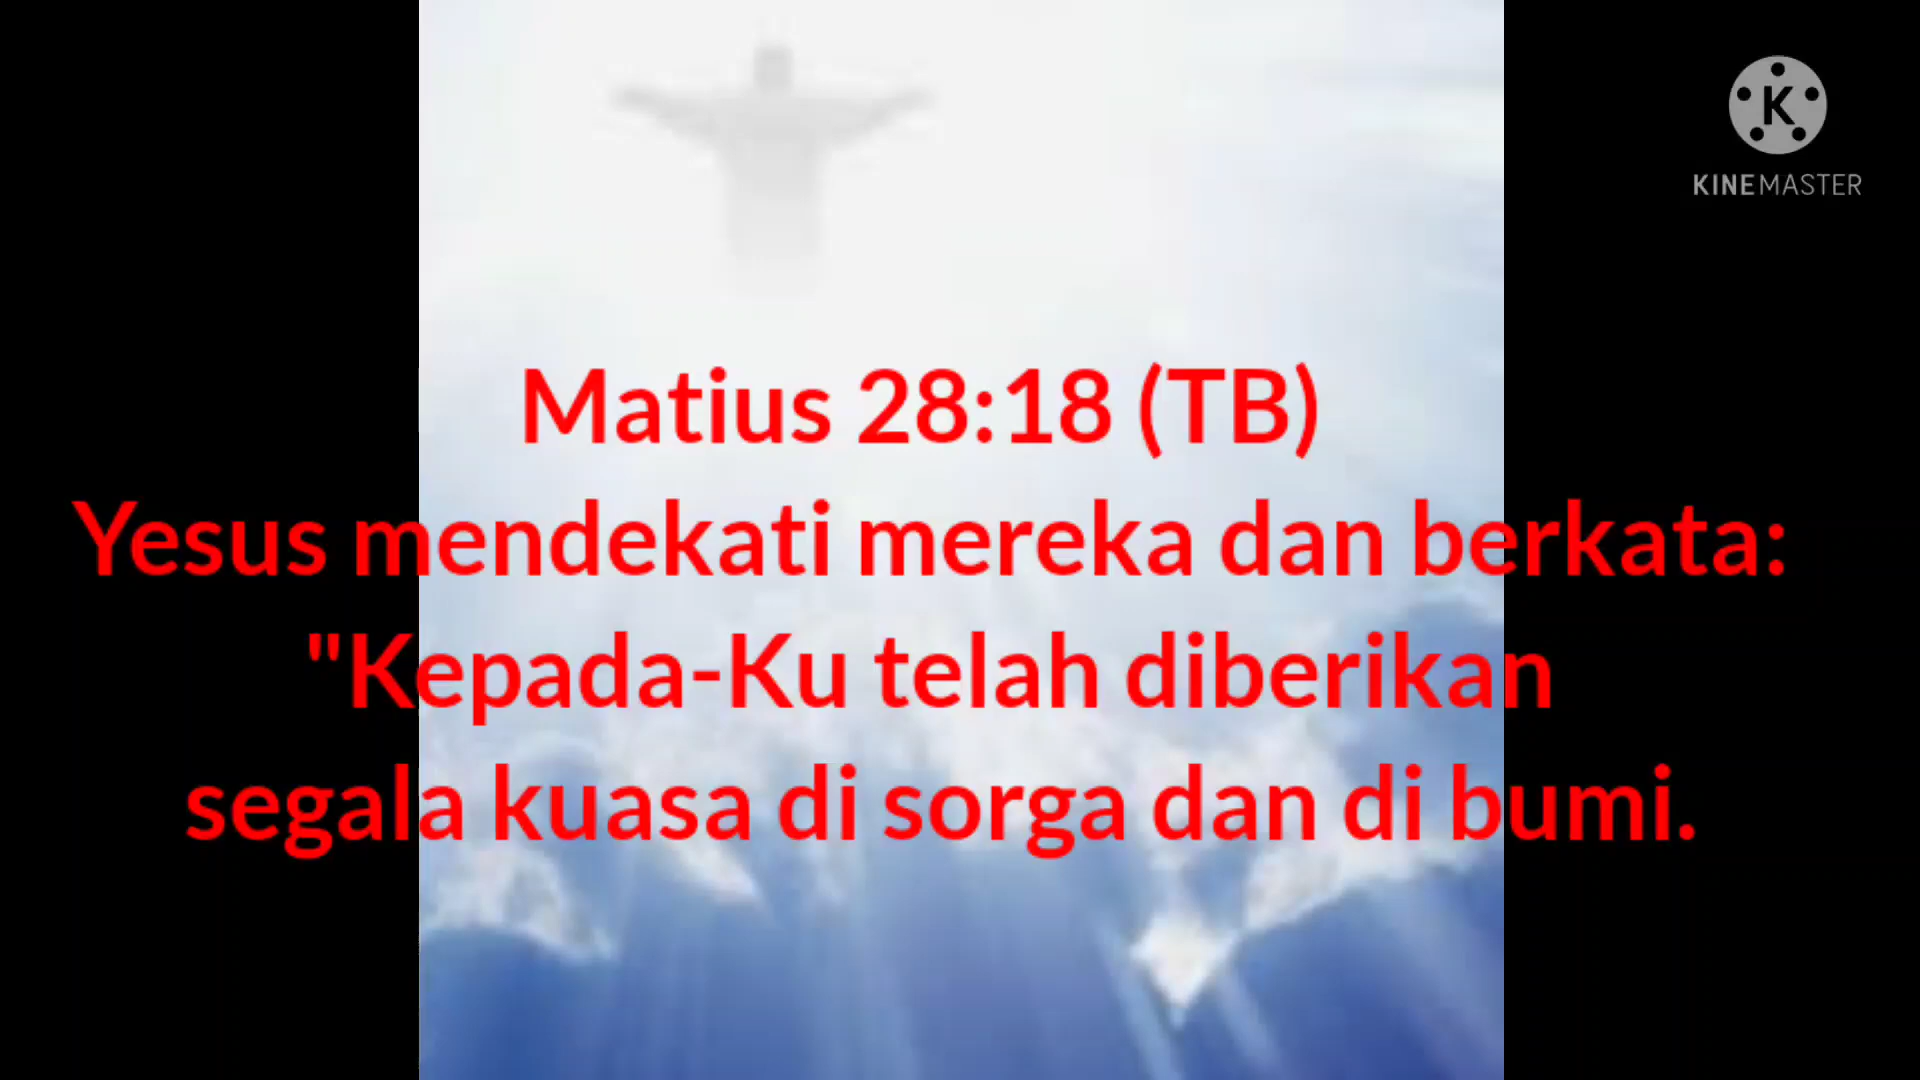 K
KINEMASTER
Matius 28:18 (TB)
Yesus mendekati mereka dan berkata:
"Kepada-Ku telah diberikan
segala kuasa di sorga dan di bumi.